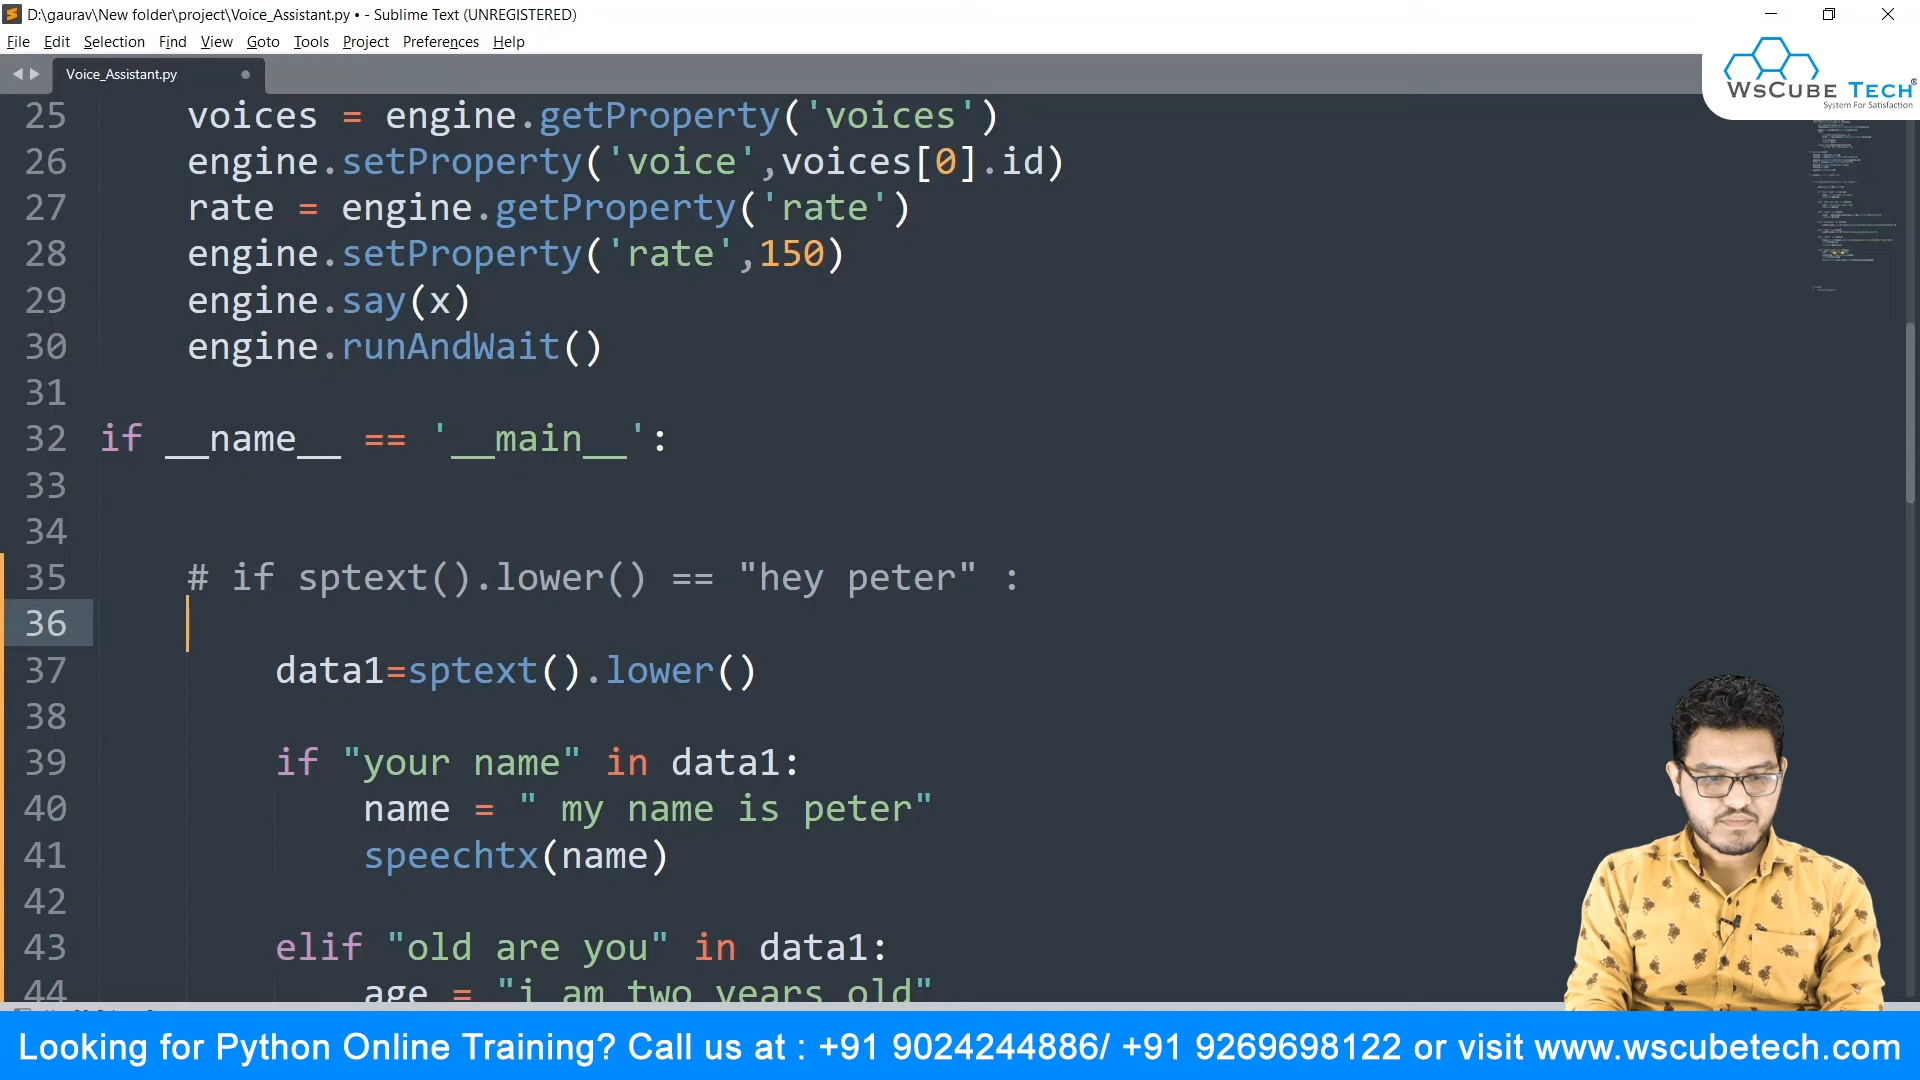 D:\gaurav\New folder\project\Voice_Assistant.py • - Sublime Text (UNREGISTERED)
File Edit Selection Find View Goto Tools Project Preferences Help
Voice_Assistant.py
WsCube Tech®
System For Satisfaction
25 voices = engine.getProperty('voices')
26 engine.setProperty('voice',voices[0].id)
27 rate = engine.getProperty('rate')
28 engine.setProperty('rate',150)
29 engine.say(x)
30 engine.runAndWait()
31
32 if __name__ == '__main__':
33
34
35 # if sptext().lower() == "hey peter" :
36
37 data1=sptext().lower()
38
39 if "your name" in data1:
40 name = " my name is peter"
41 speechtx(name)
42
43 elif "old are you" in data1:
44 age = "i am two years old"
Looking for Python Online Training? Call us at : +91 9024244886/ +91 9269698122 or visit www.wscubetech.com